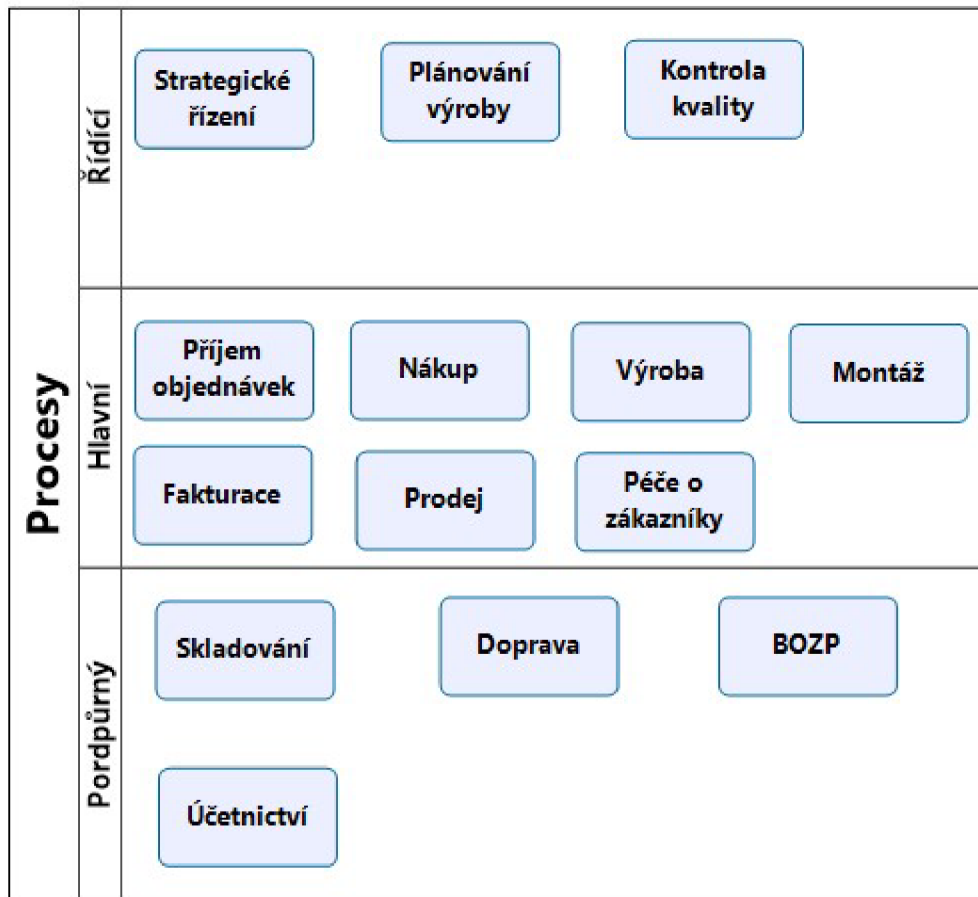 Procesy
Řídící
Strategické
řízení
Plánování
výroby
Kontrola
kvality
Hlavní
Příjem
objednávek
Nákup
Výroba
Montáž
Fakturace
Prodej
Péče o
zákazníky
Pordpůrný
Skladování
Doprava
BOZP
Účetnictví